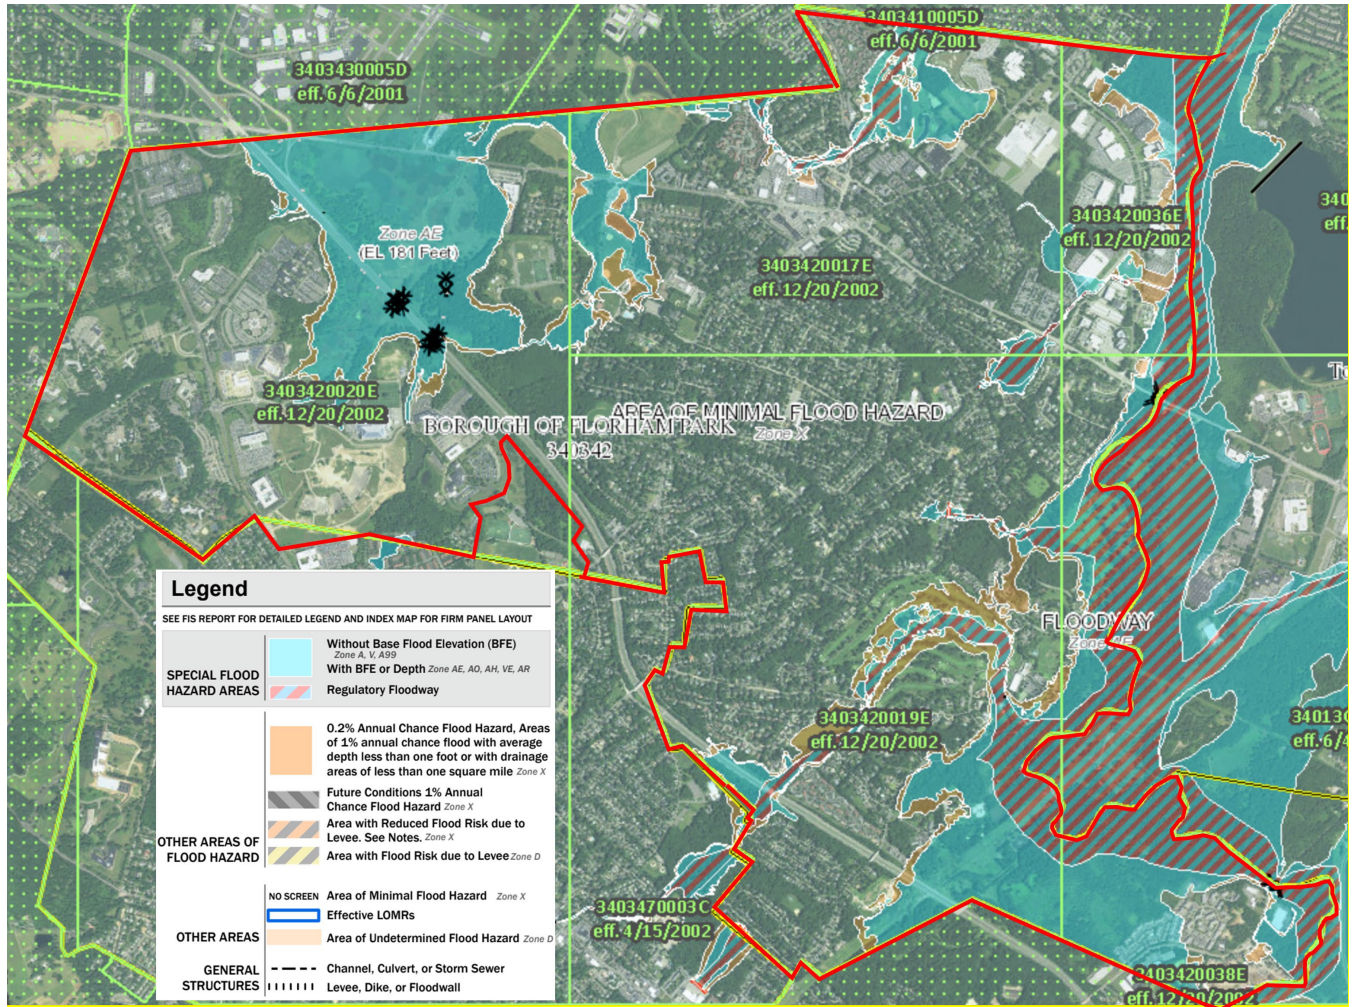 3403410005D
eff. 6/6/2001
3403430005D
eff. 6/6/2001
340
eff.
3403420036E
eff. 12/20/2002
Zone AE
(EL 181 Feet)
3403420017E
eff. 12/20/2002
3403420020E
eff. 12/20/2002
AREA OF MINIMAL FLOOD HAZARD
Zone X
BOROUGH OF FLORHAM PARK
340342
FLOODWAY
Zone AE
3403420019E
eff. 12/20/2002
3403470003C
eff. 4/15/2002
3403420038E
eff. 12/20/2002
Legend
SEE FIS REPORT FOR DETAILED LEGEND AND INDEX MAP FOR FIRM PANEL LAYOUT
SPECIAL FLOOD
HAZARD AREAS
Without Base Flood Elevation (BFE)
Zone A, V, A99
With BFE or Depth Zone AE, AO, AH, VE, AR
Regulatory Floodway
OTHER AREAS OF
FLOOD HAZARD
0.2% Annual Chance Flood Hazard, Areas
of 1% annual chance flood with average
depth less than one foot or with drainage
areas of less than one square mile Zone X
Future Conditions 1% Annual
Chance Flood Hazard Zone X
Area with Reduced Flood Risk due to
Levee. See Notes. Zone X
Area with Flood Risk due to Levee Zone D
OTHER AREAS
NO SCREEN Area of Minimal Flood Hazard Zone X
Effective LOMRs
Area of Undetermined Flood Hazard Zone D
GENERAL
STRUCTURES
Channel, Culvert, or Storm Sewer
Levee, Dike, or Floodwall